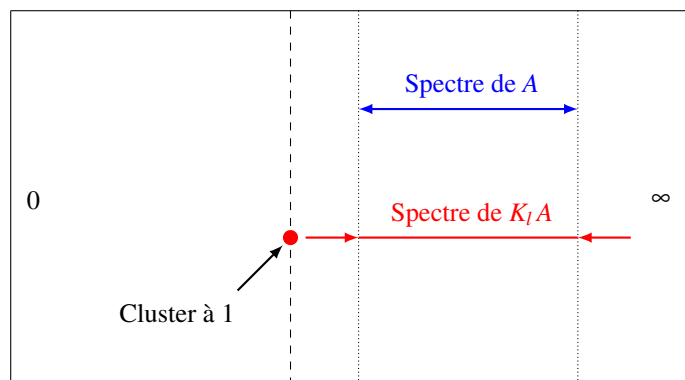 Spectre de A
0
∞
Spectre de K_l A
Cluster à 1